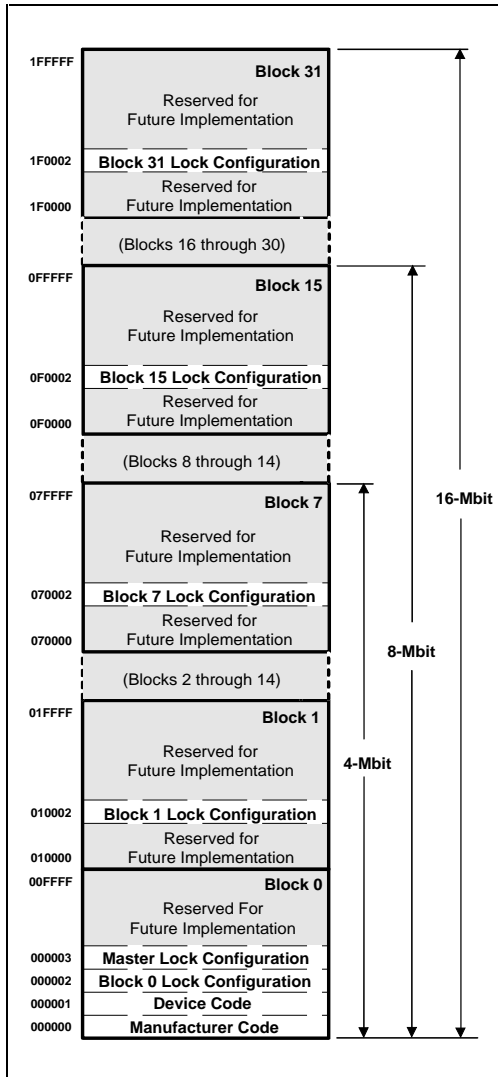 1FFFFF
Block 31
Reserved for
Future Implementation
1F0002
Block 31 Lock Configuration
Reserved for
1F0000
Future Implementation
(Blocks 16 through 30)
0FFFFF
Block 15
Reserved for
Future Implementation
0F0002
Block 15 Lock Configuration
Reserved for
0F0000
Future Implementation
(Blocks 8 through 14)
07FFFF
Block 7
16-Mbit
Reserved for
Future Implementation
070002
Block 7 Lock Configuration
Reserved for
070000
Future Implementation
8-Mbit
(Blocks 2 through 14)
01FFFF
Block 1
Reserved for
Future Implementation
4-Mbit
010002
Block 1 Lock Configuration
Reserved for
010000
Future Implementation
00FFFF
Block 0
Reserved For
Future Implementation
000003
Master Lock Configuration
000002
Block 0 Lock Configuration
000001
Device Code
000000
Manufacturer Code